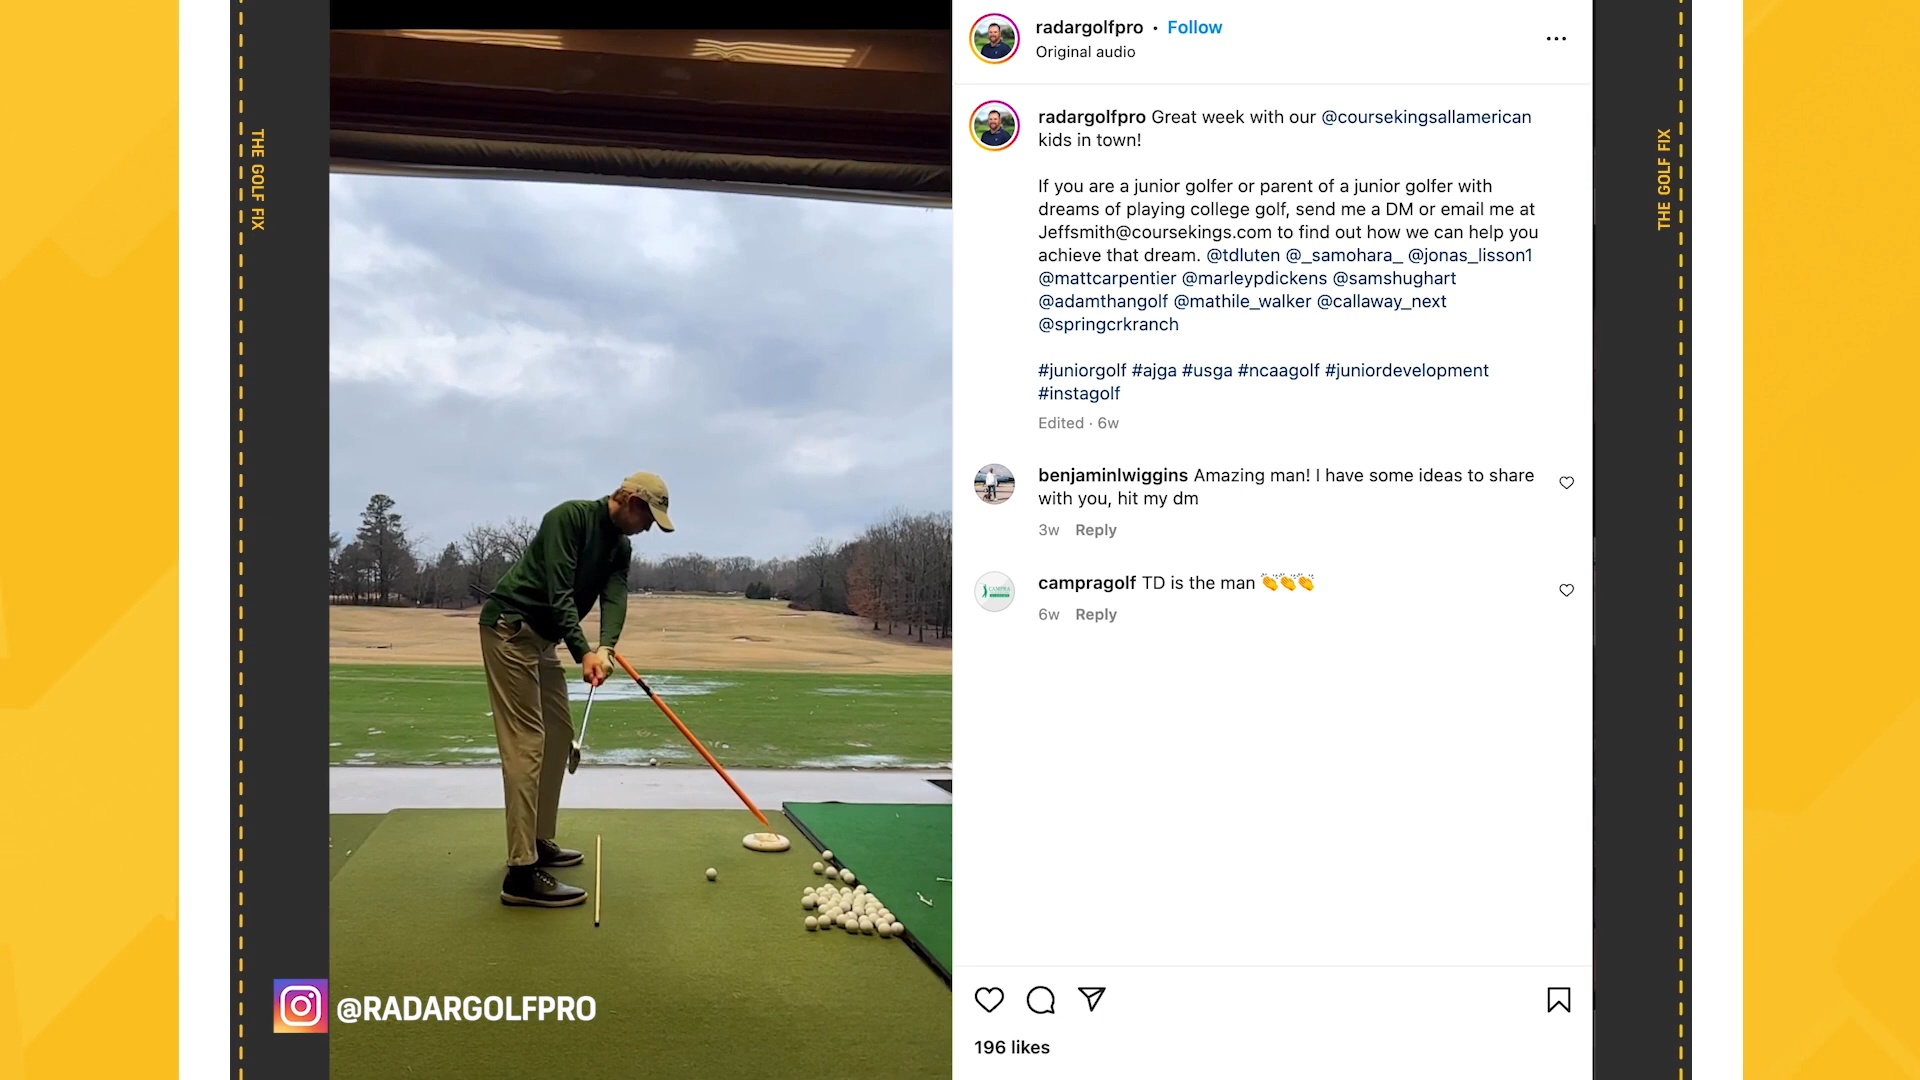 THE GOLF FIX
THE GOLF FIX
@RADARGOLFPRO
radargolfpro • Follow
Original audio
radargolfpro Great week with our @coursekingsallamerican
kids in town!
If you are a junior golfer or parent of a junior golfer with
dreams of playing college golf, send me a DM or email me at
Jeffsmith@coursekings.com to find out how we can help you
achieve that dream. @tdluten @_samohara_ @jonas_lisson1
@mattcarpentier @marleypdickens @samshughart
@adamthangolf @mathile_walker @callaway_next
@springcrkranch
#juniorgolf #ajga #usga #ncaagolf #juniordevelopment
#instagolf
Edited · 6w
benjaminlwiggins Amazing man! I have some ideas to share
with you, hit my dm
3w Reply
campragolf TD is the man 👏👏👏
6w Reply
196 likes